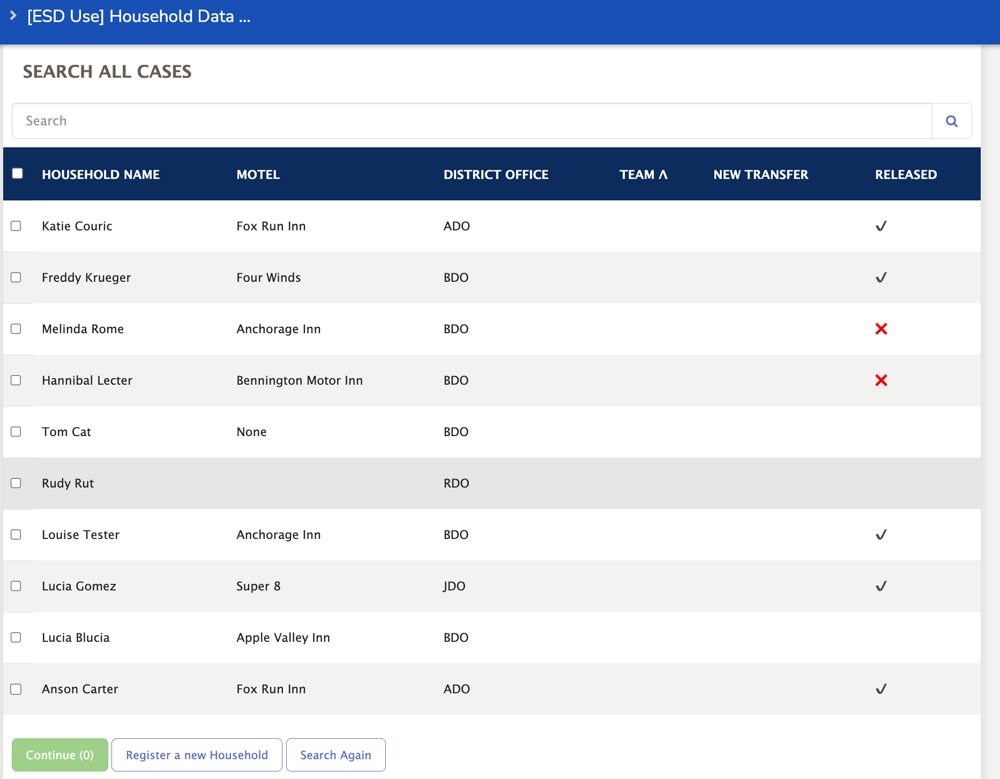 [ESD Use] Household Data ...
SEARCH ALL CASES
Search
HOUSEHOLD NAME MOTEL DISTRICT OFFICE TEAM Λ NEW TRANSFER RELEASED
Katie Couric Fox Run Inn ADO ✓
Freddy Krueger Four Winds BDO ✓
Melinda Rome Anchorage Inn BDO ✕
Hannibal Lecter Bennington Motor Inn BDO ✕
Tom Cat None BDO
Rudy Rut RDO
Louise Tester Anchorage Inn BDO ✓
Lucia Gomez Super 8 JDO ✓
Lucia Blucia Apple Valley Inn BDO
Anson Carter Fox Run Inn ADO ✓
Continue (0) Register a new Household Search Again